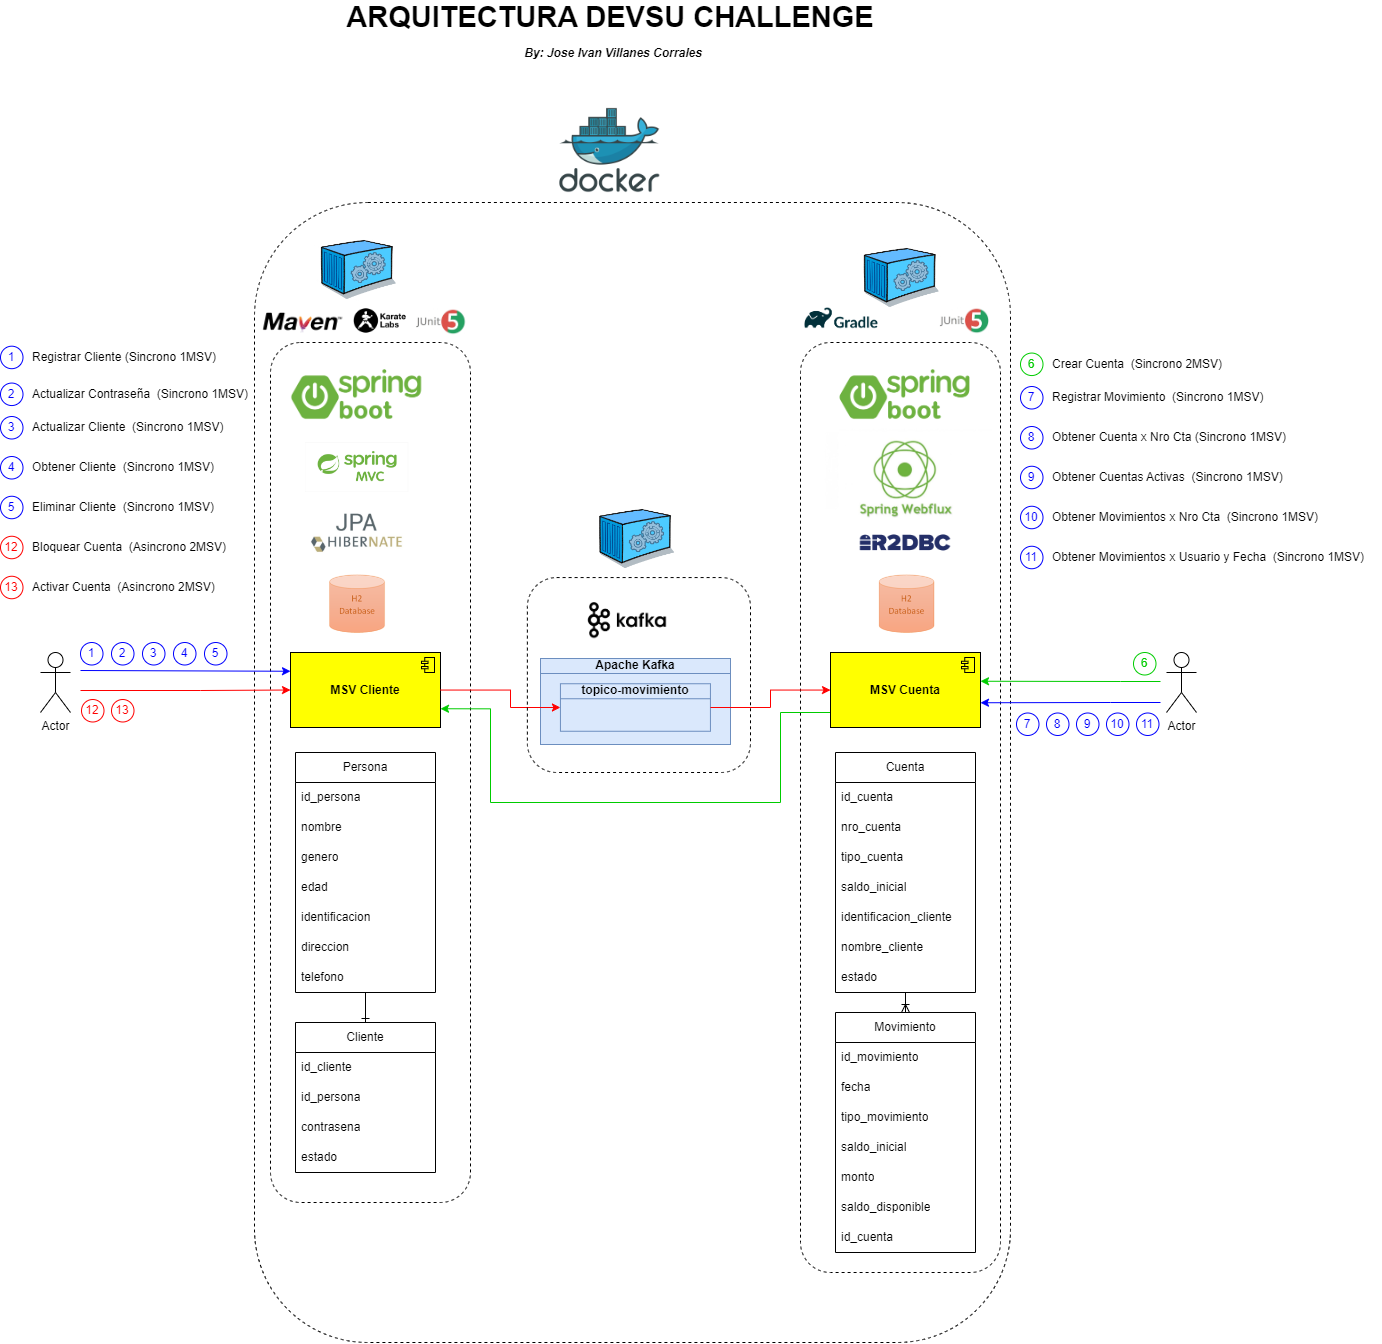 ARQUITECTURA DEVSU CHALLENGE
By: Jose Ivan Villanes Corrales
docker
Maven™
Karate
Labs
JUnit 5
Gradle
JUnit 5
1 Registrar Cliente (Sincrono 1MSV)
2 Actualizar Contraseña (Sincrono 1MSV)
3 Actualizar Cliente (Sincrono 1MSV)
4 Obtener Cliente (Sincrono 1MSV)
5 Eliminar Cliente (Sincrono 1MSV)
12 Bloquear Cuenta (Asincrono 2MSV)
13 Activar Cuenta (Asincrono 2MSV)
spring
boot
spring
MVC
JPA
HIBERNATE
H2
Database
spring
boot
Spring Webflux
R2DBC
H2
Database
6 Crear Cuenta (Sincrono 2MSV)
7 Registrar Movimiento (Sincrono 1MSV)
8 Obtener Cuenta x Nro Cta (Sincrono 1MSV)
9 Obtener Cuentas Activas (Sincrono 1MSV)
10 Obtener Movimientos x Nro Cta (Sincrono 1MSV)
11 Obtener Movimientos x Usuario y Fecha (Sincrono 1MSV)
kafka
Apache Kafka
topico-movimiento
1 2 3 4 5
12 13
Actor
MSV Cliente
MSV Cuenta
6
7 8 9 10 11
Actor
Persona
id_persona
nombre
genero
edad
identificacion
direccion
telefono
Cliente
id_cliente
id_persona
contrasena
estado
Cuenta
id_cuenta
nro_cuenta
tipo_cuenta
saldo_inicial
identificacion_cliente
nombre_cliente
estado
Movimiento
id_movimiento
fecha
tipo_movimiento
saldo_inicial
monto
saldo_disponible
id_cuenta